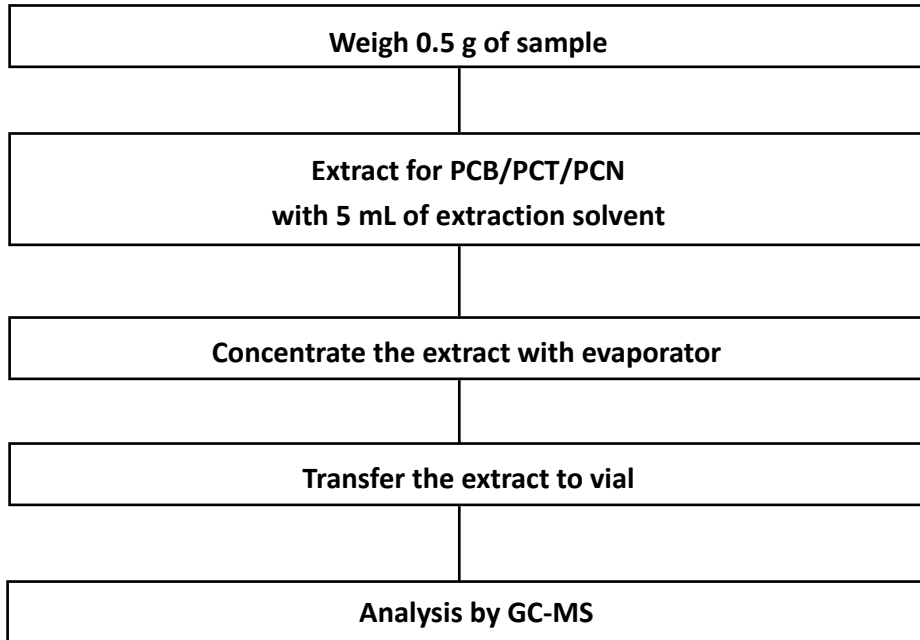 Weigh 0.5 g of sample
Extract for PCB/PCT/PCN
with 5 mL of extraction solvent
Concentrate the extract with evaporator
Transfer the extract to vial
Analysis by GC-MS